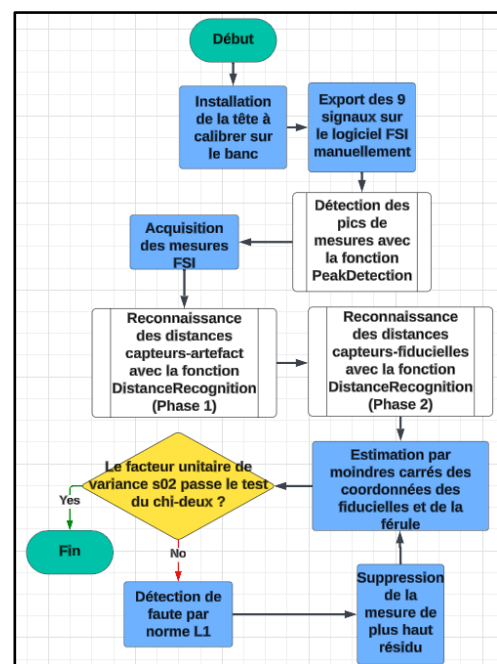 Début
Installation
de la tête à
calibrer sur
le banc
Export des 9
signaux sur
le logiciel FSI
manuellement
Détection des
pics de
mesures avec
la fonction
PeakDetection
Acquisition
des mesures
FSI
Reconnaissance
des distances
capteurs-artefact
avec la fonction
DistanceRecognition
(Phase 1)
Reconnaissance
des distances
capteurs-fiducielles
avec la fonction
DistanceRecognition
(Phase 2)
Estimation par
moindres carrés des
coordonnées des
fiducielles et de la
férule
Le facteur unitaire de
variance s02 passe le test
du chi-deux ?
Yes
Fin
No
Détection de
faute par
norme L1
Suppression
de la
mesure de
plus haut
résidu